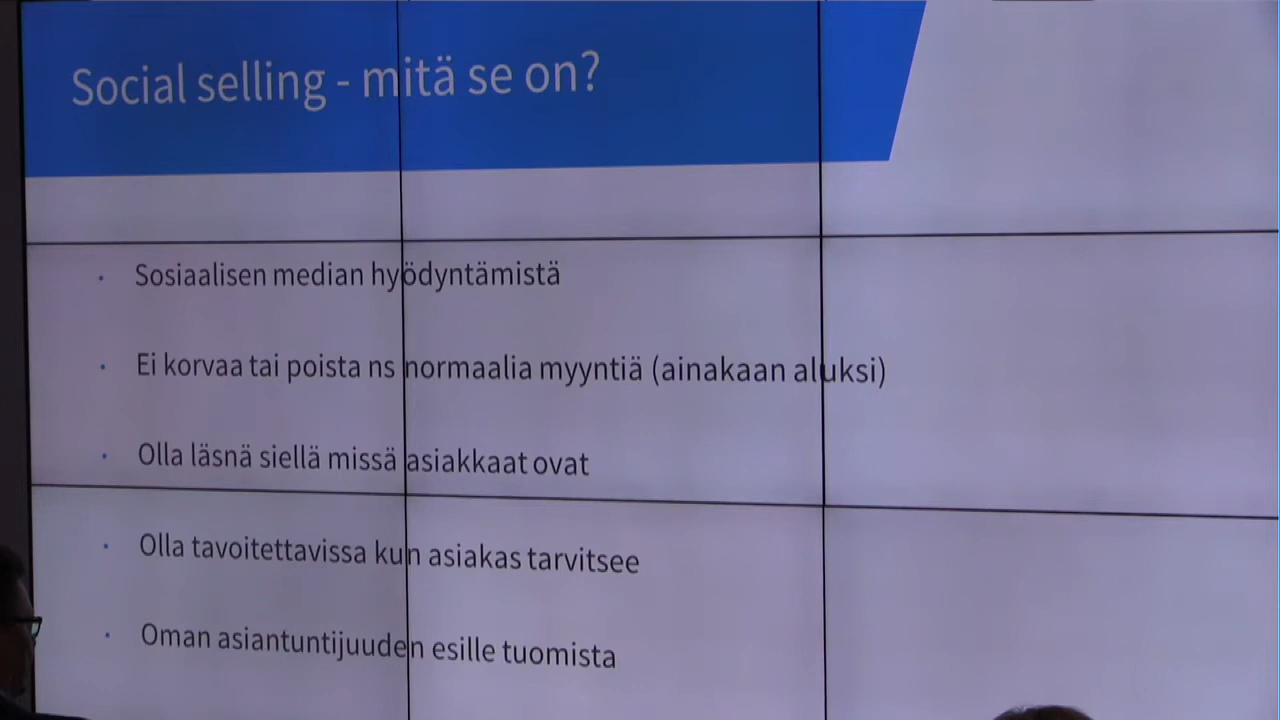 Social selling - mitä se on?
Sosiaalisen median hyödyntämistä
Ei korvaa tai poista ns normaalia myyntiä (ainakaan aluksi)
Olla läsnä siellä missä asiakkaat ovat
Olla tavoitettavissa kun asiakas tarvitsee
Oman asiantuntijuuden esille tuomista